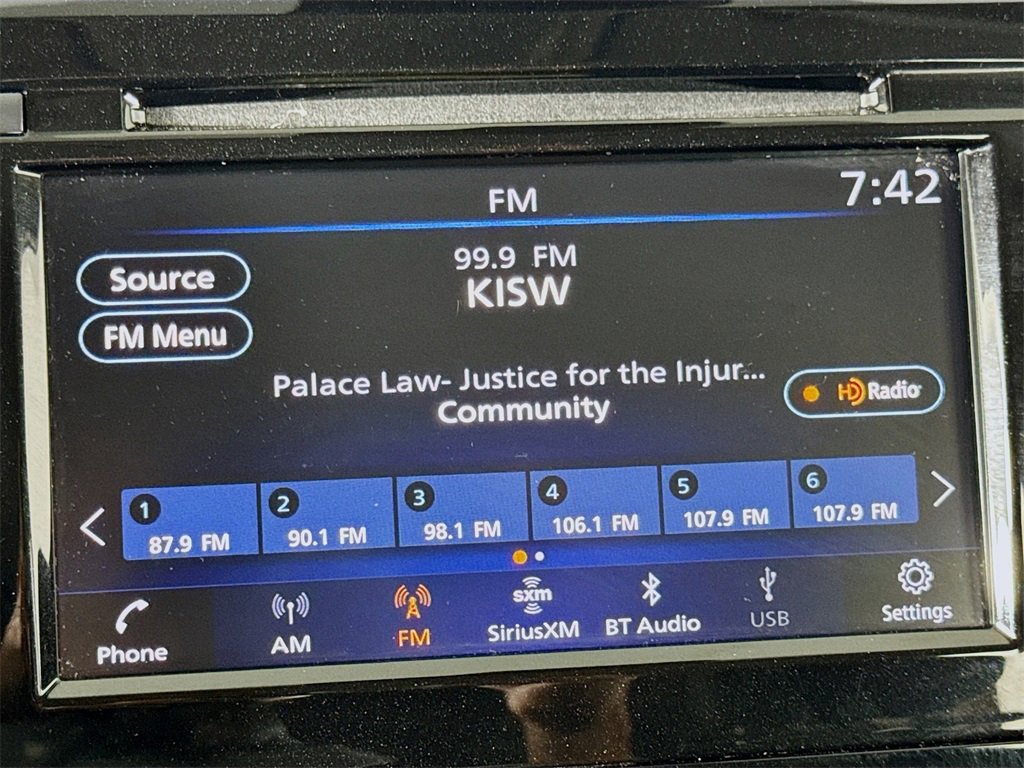 FM
7:42
Source
99.9 FM
KISW
FM Menu
Palace Law- Justice for the Injur...
Community
HD Radio
1
87.9 FM
2
90.1 FM
3
98.1 FM
4
106.1 FM
5
107.9 FM
6
107.9 FM
Phone
AM
FM
sxm
SiriusXM
BT Audio
USB
Settings